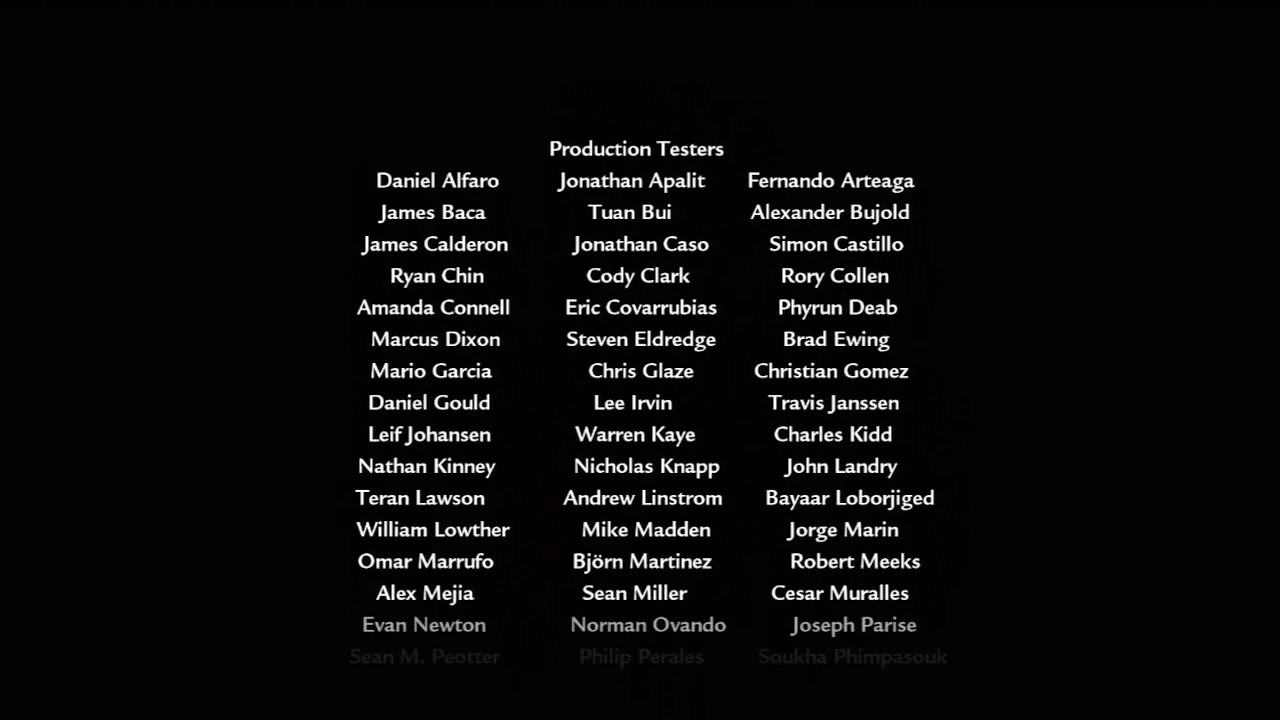 Production Testers
Daniel Alfaro Jonathan Apalit Fernando Arteaga
James Baca Tuan Bui Alexander Bujold
James Calderon Jonathan Caso Simon Castillo
Ryan Chin Cody Clark Rory Collen
Amanda Connell Eric Covarrubias Phyrun Deab
Marcus Dixon Steven Eldredge Brad Ewing
Mario Garcia Chris Glaze Christian Gomez
Daniel Gould Lee Irvin Travis Janssen
Leif Johansen Warren Kaye Charles Kidd
Nathan Kinney Nicholas Knapp John Landry
Teran Lawson Andrew Linstrom Bayaar Loborjiged
William Lowther Mike Madden Jorge Marin
Omar Marrufo Björn Martinez Robert Meeks
Alex Mejia Sean Miller Cesar Muralles
Evan Newton Norman Ovando Joseph Parise
Sean M. Peotter Philip Perales Soukha Phimpasouk